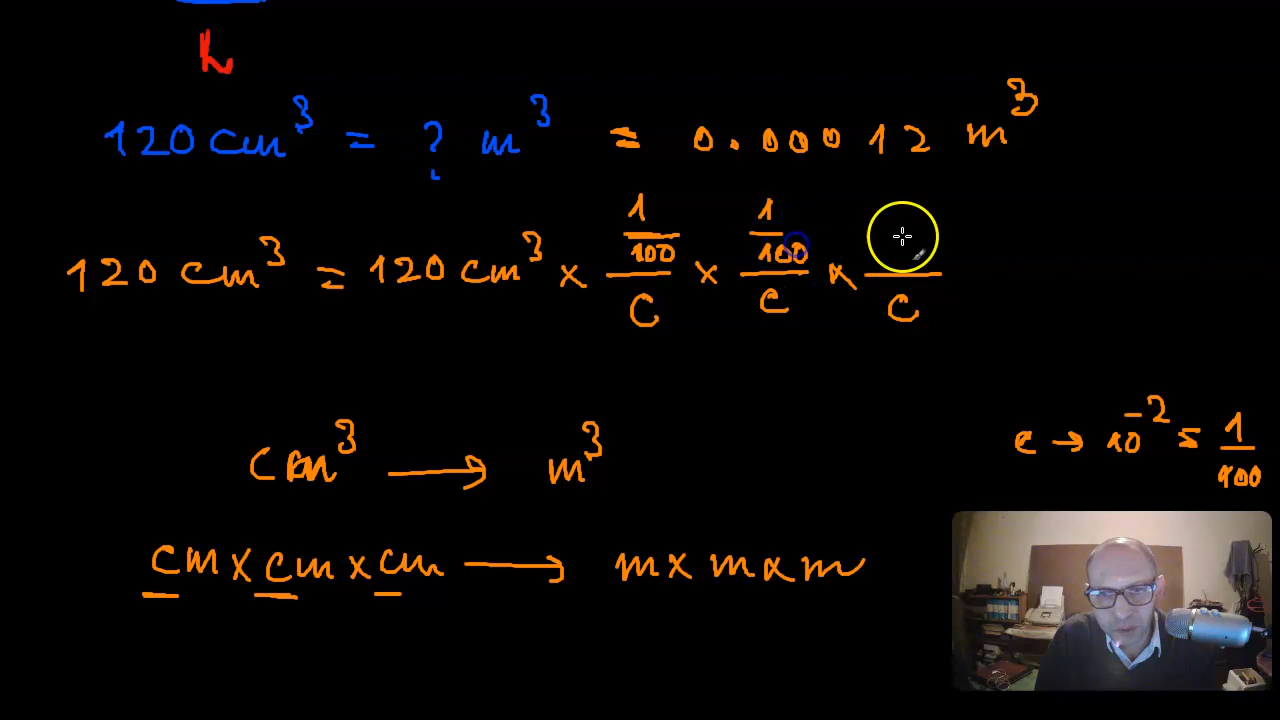 h
120 cm³ = ? m³ = 0.00012 m³
120 cm³ = 120 cm³ × (1/100)/c × (1/100)/c × /c
cm³ → m³
c → 10⁻² = 1/100
cm × cm × cm → m × m × m